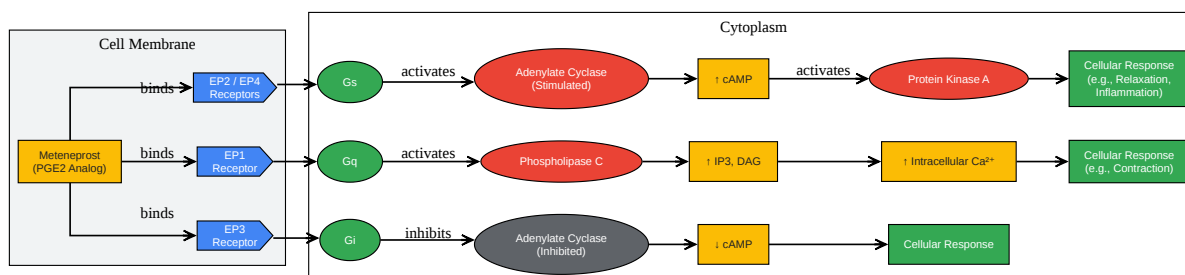 Cell Membrane
Cytoplasm
Meteneprost
(PGE2 Analog)
binds
EP2 / EP4
Receptors
Gs
activates
Adenylate Cyclase
(Stimulated)
↑ cAMP
activates
Protein Kinase A
Cellular Response
(e.g., Relaxation,
Inflammation)
binds
EP1
Receptor
Gq
activates
Phospholipase C
↑ IP3, DAG
↑ Intracellular Ca²⁺
Cellular Response
(e.g., Contraction)
binds
EP3
Receptor
Gi
inhibits
Adenylate Cyclase
(Inhibited)
↓ cAMP
Cellular Response